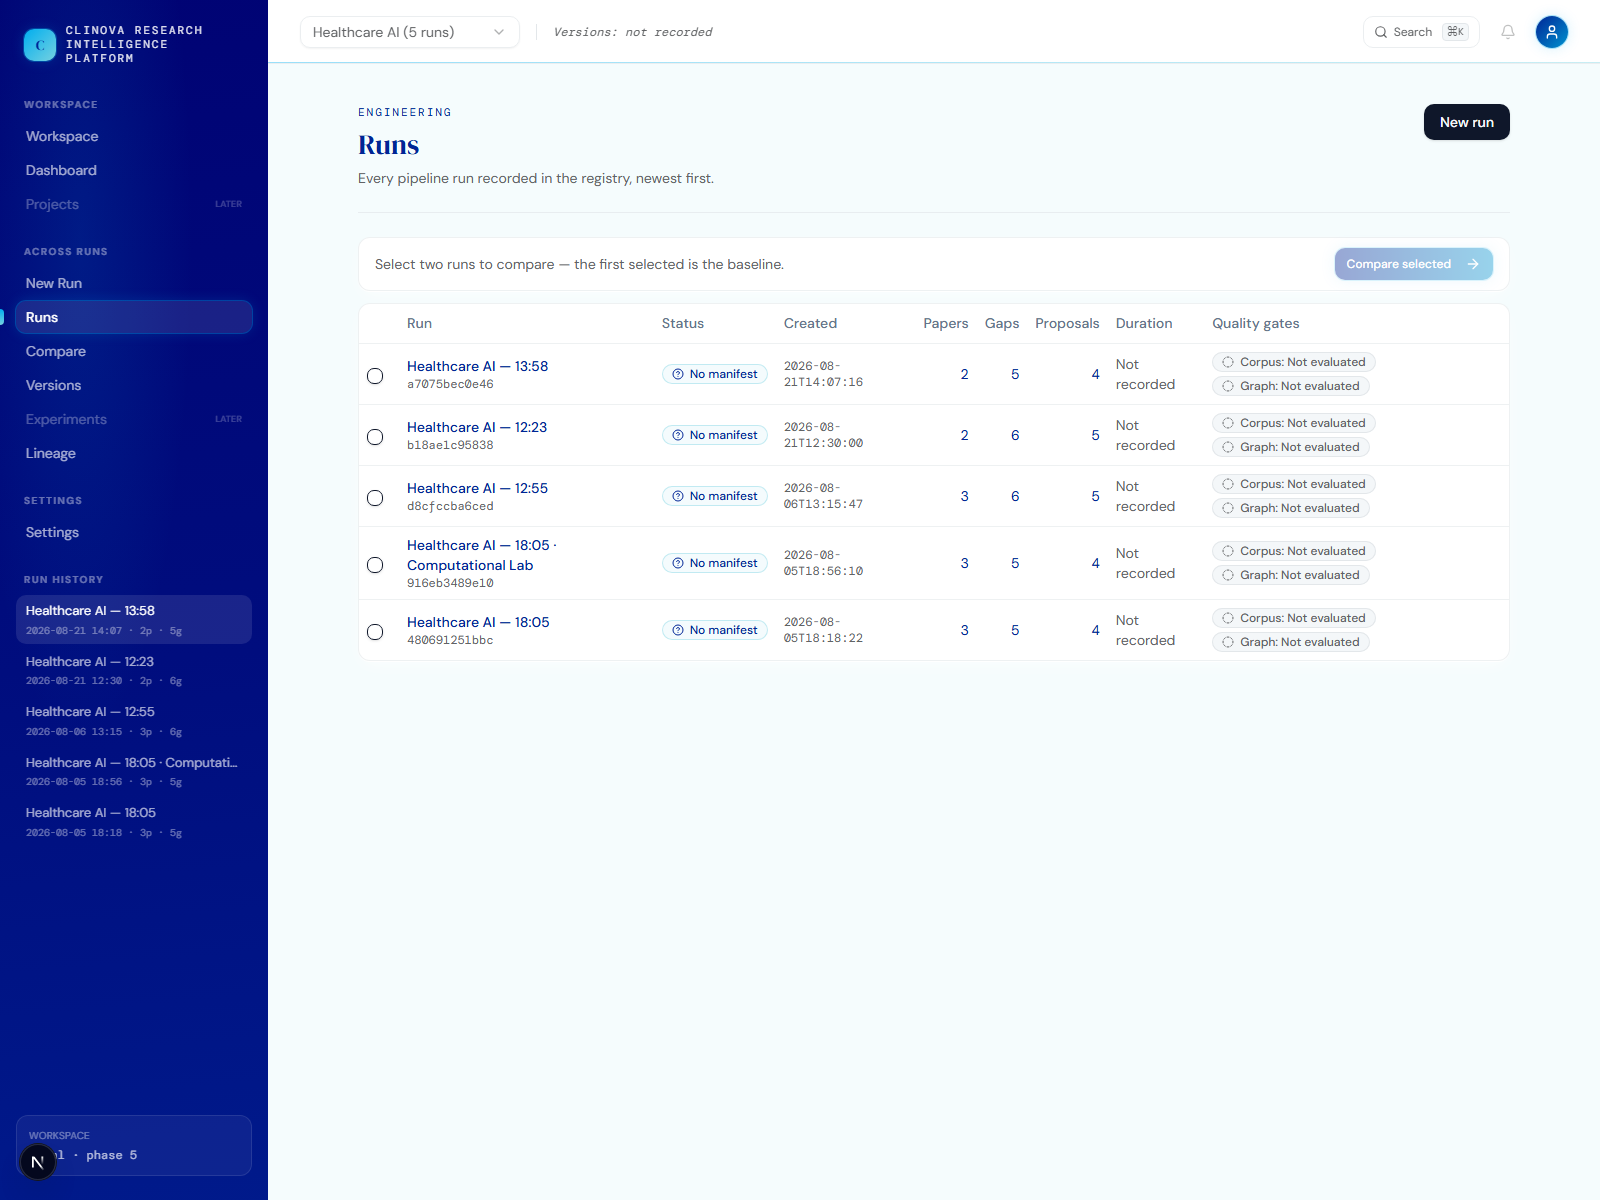 C
CLINOVA RESEARCH
INTELLIGENCE
PLATFORM
WORKSPACE
Workspace
Dashboard
Projects LATER
ACROSS RUNS
New Run
Runs
Compare
Versions
Experiments LATER
Lineage
SETTINGS
Settings
RUN HISTORY
Healthcare AI — 13:58
2026-08-21 14:07 · 2p · 5g
Healthcare AI — 12:23
2026-08-21 12:30 · 2p · 6g
Healthcare AI — 12:55
2026-08-06 13:15 · 3p · 6g
Healthcare AI — 18:05 · Computati…
2026-08-05 18:56 · 3p · 5g
Healthcare AI — 18:05
2026-08-05 18:18 · 3p · 5g
WORKSPACE
· phase 5
N
Healthcare AI (5 runs)
Versions: not recorded
Search ⌘K
ENGINEERING
Runs
Every pipeline run recorded in the registry, newest first.
New run
Select two runs to compare — the first selected is the baseline.
Compare selected →
Run Status Created Papers Gaps Proposals Duration Quality gates
Healthcare AI — 13:58
a7075bec0e46
No manifest
2026-08-
21T14:07:16
2 5 4
Not
recorded
Corpus: Not evaluated
Graph: Not evaluated
Healthcare AI — 12:23
b18ae1c95838
No manifest
2026-08-
21T12:30:00
2 6 5
Not
recorded
Corpus: Not evaluated
Graph: Not evaluated
Healthcare AI — 12:55
d8cfccba6ced
No manifest
2026-08-
06T13:15:47
3 6 5
Not
recorded
Corpus: Not evaluated
Graph: Not evaluated
Healthcare AI — 18:05 ·
Computational Lab
916eb3489e10
No manifest
2026-08-
05T18:56:10
3 5 4
Not
recorded
Corpus: Not evaluated
Graph: Not evaluated
Healthcare AI — 18:05
480691251bbc
No manifest
2026-08-
05T18:18:22
3 5 4
Not
recorded
Corpus: Not evaluated
Graph: Not evaluated